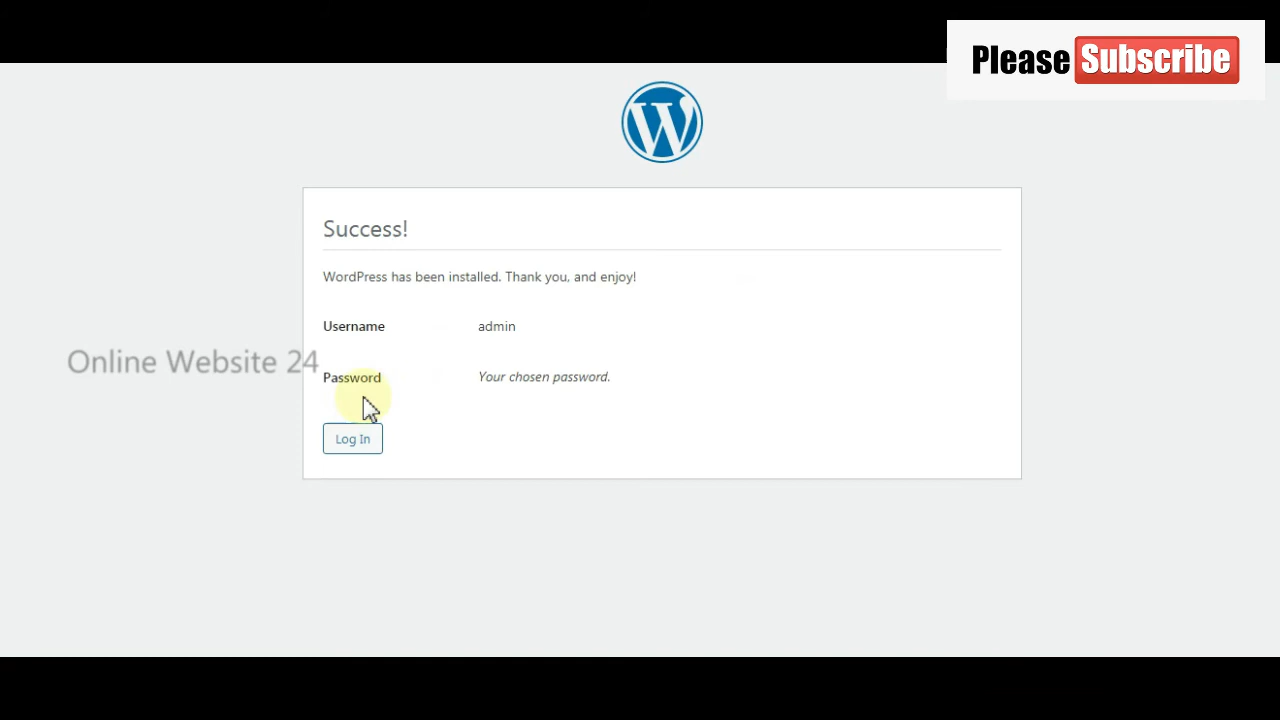 Please Subscribe
Success!
WordPress has been installed. Thank you, and enjoy!
Username admin
Online Website 24
Password Your chosen password.
Log In